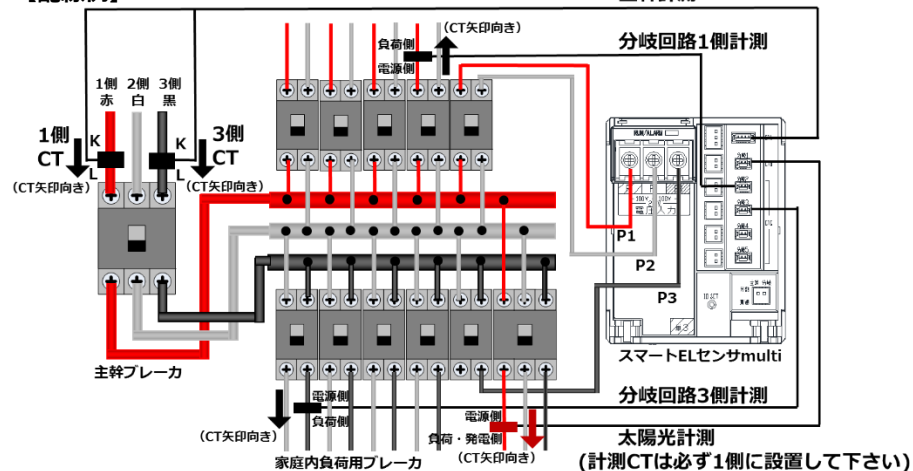 (CT矢印向き)
負荷側
電源側
分岐回路1側計測
1側 2側 3側
赤 白 黒
1側
CT
K
L
(CT矢印向き)
K
L
3側
CT
(CT矢印向き)
RUN/ALARM
P1
P2
P3
スマートELセンサmulti
主幹ブレーカ
電源側
負荷側
(CT矢印向き)
分岐回路3側計測
電源側
負荷・発電側
(CT矢印向き)
太陽光計測
家庭内負荷用ブレーカ
(計測CTは必ず1側に設置して下さい)